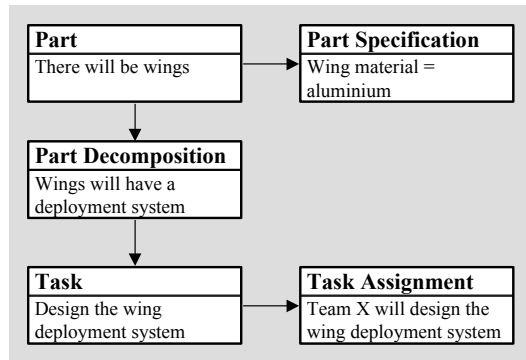 Part
There will be wings
Part Specification
Wing material =
aluminium
Part Decomposition
Wings will have a
deployment system
Task
Design the wing
deployment system
Task Assignment
Team X will design the
wing deployment system